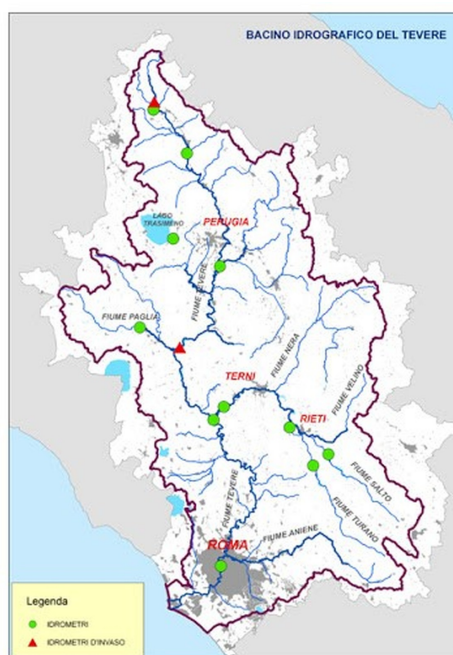 BACINO IDROGRAFICO DEL TEVERE
LAGO
TRASIMENO
PERUGIA
FIUME TEVERE
FIUME PAGLIA
FIUME NERA
TERNI
FIUME VELINO
RIETI
FIUME SALTO
FIUME TEVERE
FIUME TURANO
FIUME ANIENE
ROMA
Legenda
IDROMETRI
IDROMETRI D'INVASO